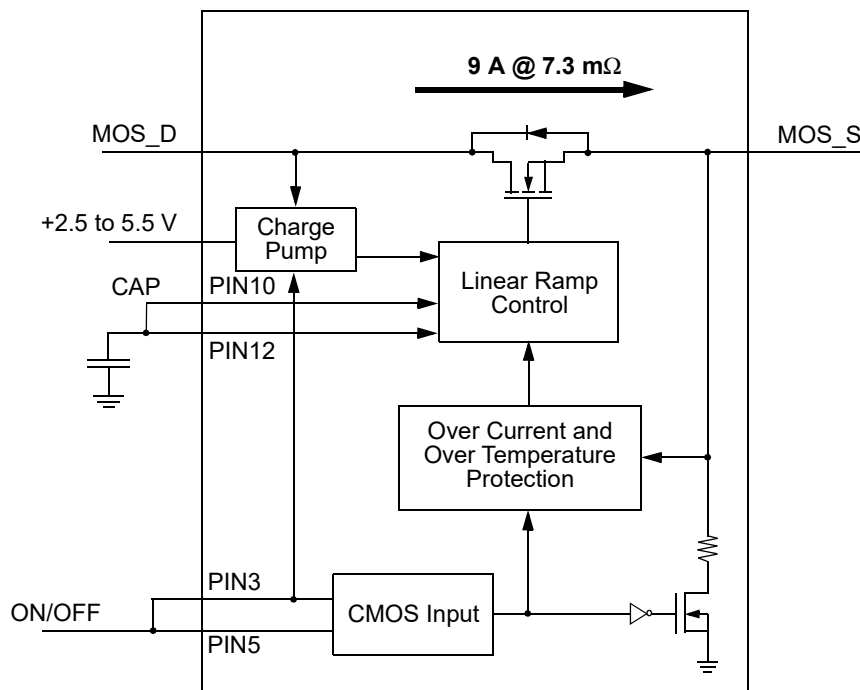 9 A @ 7.3 mΩ
MOS_D
MOS_S
+2.5 to 5.5 V
Charge
Pump
CAP
PIN10
Linear Ramp
Control
PIN12
Over Current and
Over Temperature
Protection
PIN3
ON/OFF
CMOS Input
PIN5